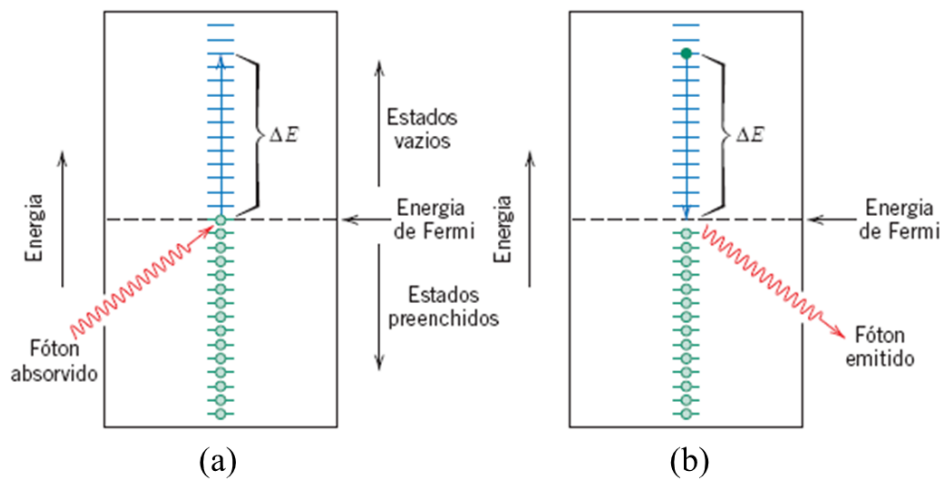 Energia
Fóton
absorvido
ΔE
Estados
vazios
Energia
de Fermi
Estados
preenchidos
(a)
Energia
ΔE
Energia
de Fermi
Fóton
emitido
(b)